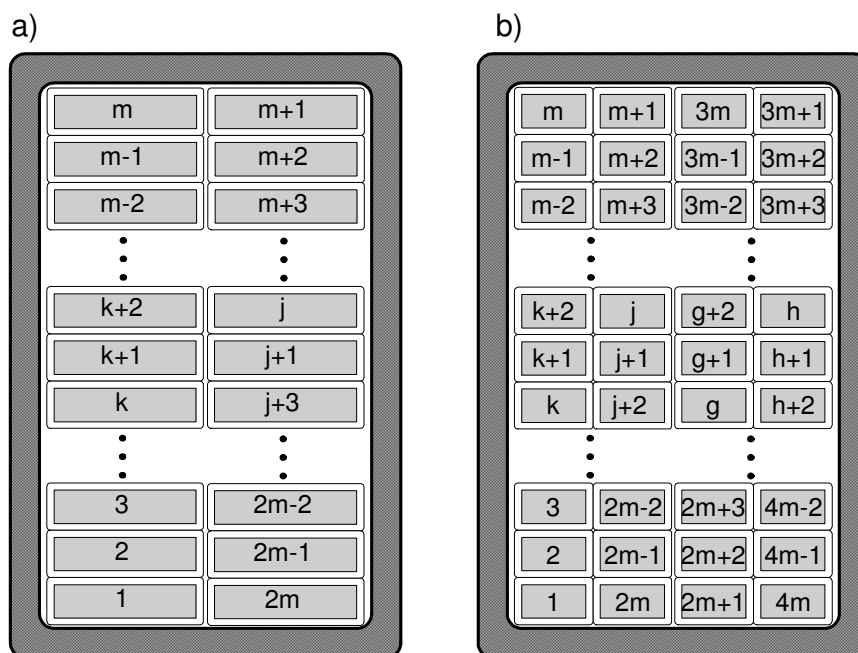 a) b)
m m+1 m m+1 3m 3m+1
m-1 m+2 m-1 m+2 3m-1 3m+2
m-2 m+3 m-2 m+3 3m-2 3m+3
k+2 j k+2 j g+2 h
k+1 j+1 k+1 j+1 g+1 h+1
k j+3 k j+2 g h+2
3 2m-2 3 2m-2 2m+3 4m-2
2 2m-1 2 2m-1 2m+2 4m-1
1 2m 1 2m 2m+1 4m